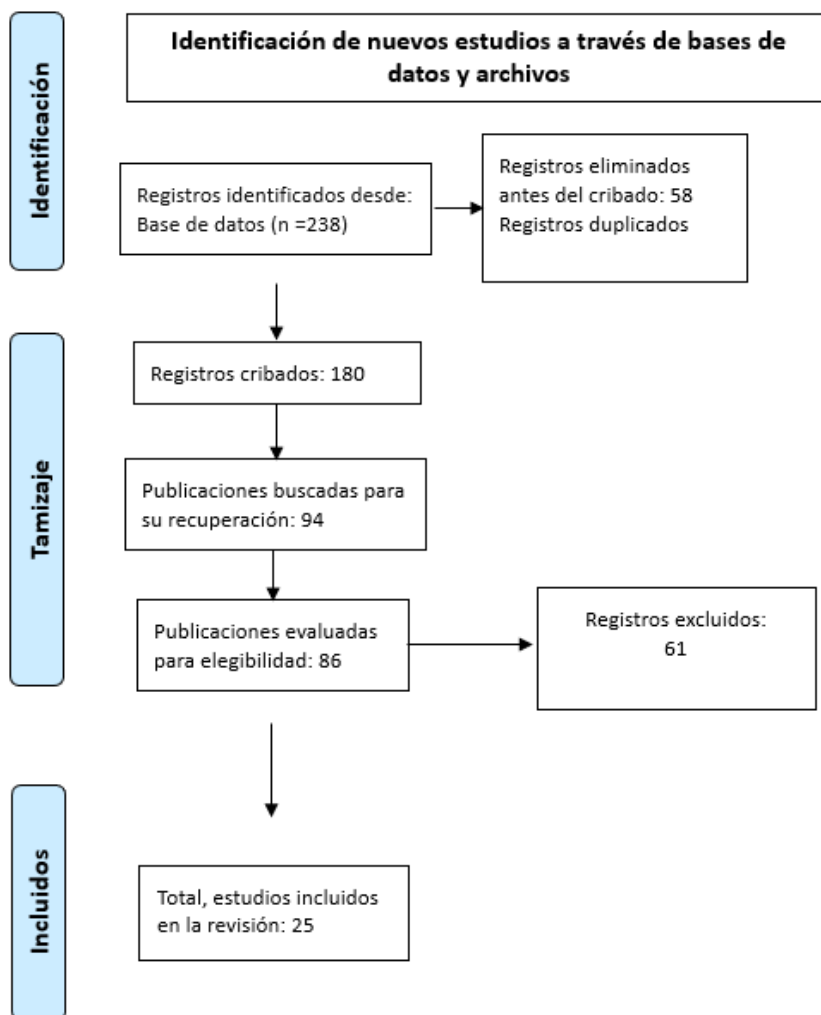 Identificación de nuevos estudios a través de bases de
datos y archivos
Identificación
Registros identificados desde:
Base de datos (n =238)
Registros eliminados
antes del cribado: 58
Registros duplicados
Tamizaje
Registros cribados: 180
Publicaciones buscadas para
su recuperación: 94
Publicaciones evaluadas
para elegibilidad: 86
Registros excluidos:
61
Incluidos
Total, estudios incluidos
en la revisión: 25